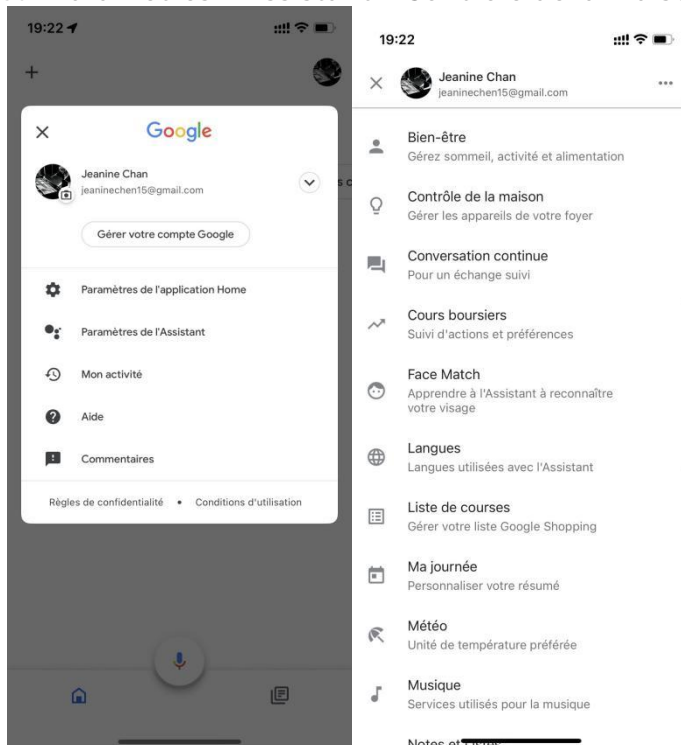 19:22
Google
Jeanine Chan
jeaninechen15@gmail.com
Gérer votre compte Google
Paramètres de l'application Home
Paramètres de l'Assistant
Mon activité
Aide
Commentaires
Règles de confidentialité • Conditions d'utilisation
19:22
Jeanine Chan
jeaninechen15@gmail.com
Bien-être
Gérez sommeil, activité et alimentation
Contrôle de la maison
Gérer les appareils de votre foyer
Conversation continue
Pour un échange suivi
Cours boursiers
Suivi d'actions et préférences
Face Match
Apprendre à l'Assistant à reconnaître
votre visage
Langues
Langues utilisées avec l'Assistant
Liste de courses
Gérer votre liste Google Shopping
Ma journée
Personnaliser votre résumé
Météo
Unité de température préférée
Musique
Services utilisés pour la musique
Notes et